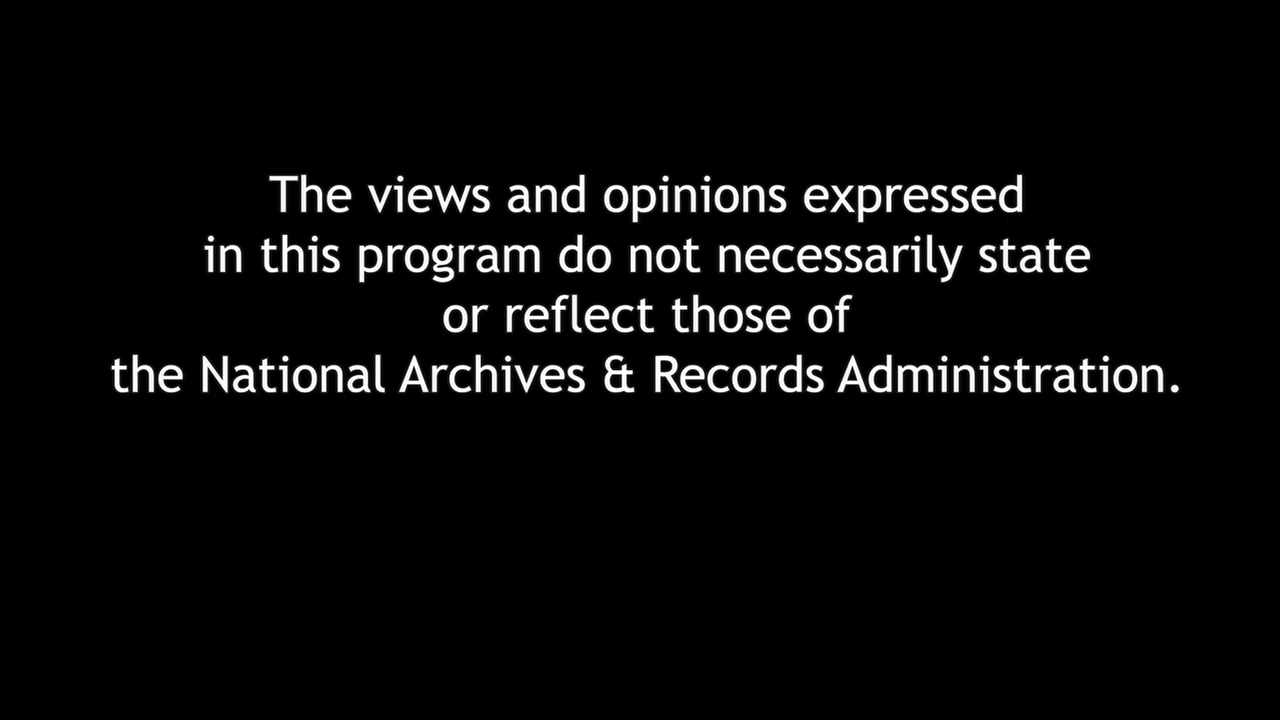 The views and opinions expressed
in this program do not necessarily state
or reflect those of
the National Archives & Records Administration.